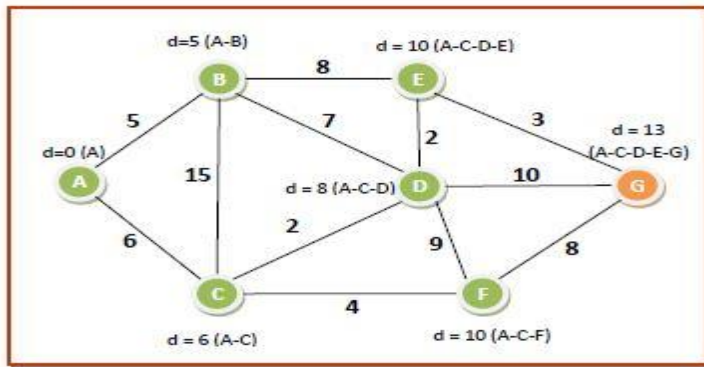 d=5 (A-B)
d = 10 (A-C-D-E)
B
8
E
5
7
2
3
d = 13
(A-C-D-E-G)
d=0 (A)
A
15
d = 8 (A-C-D)
D
10
G
6
2
9
8
C
4
F
d = 6 (A-C)
d = 10 (A-C-F)